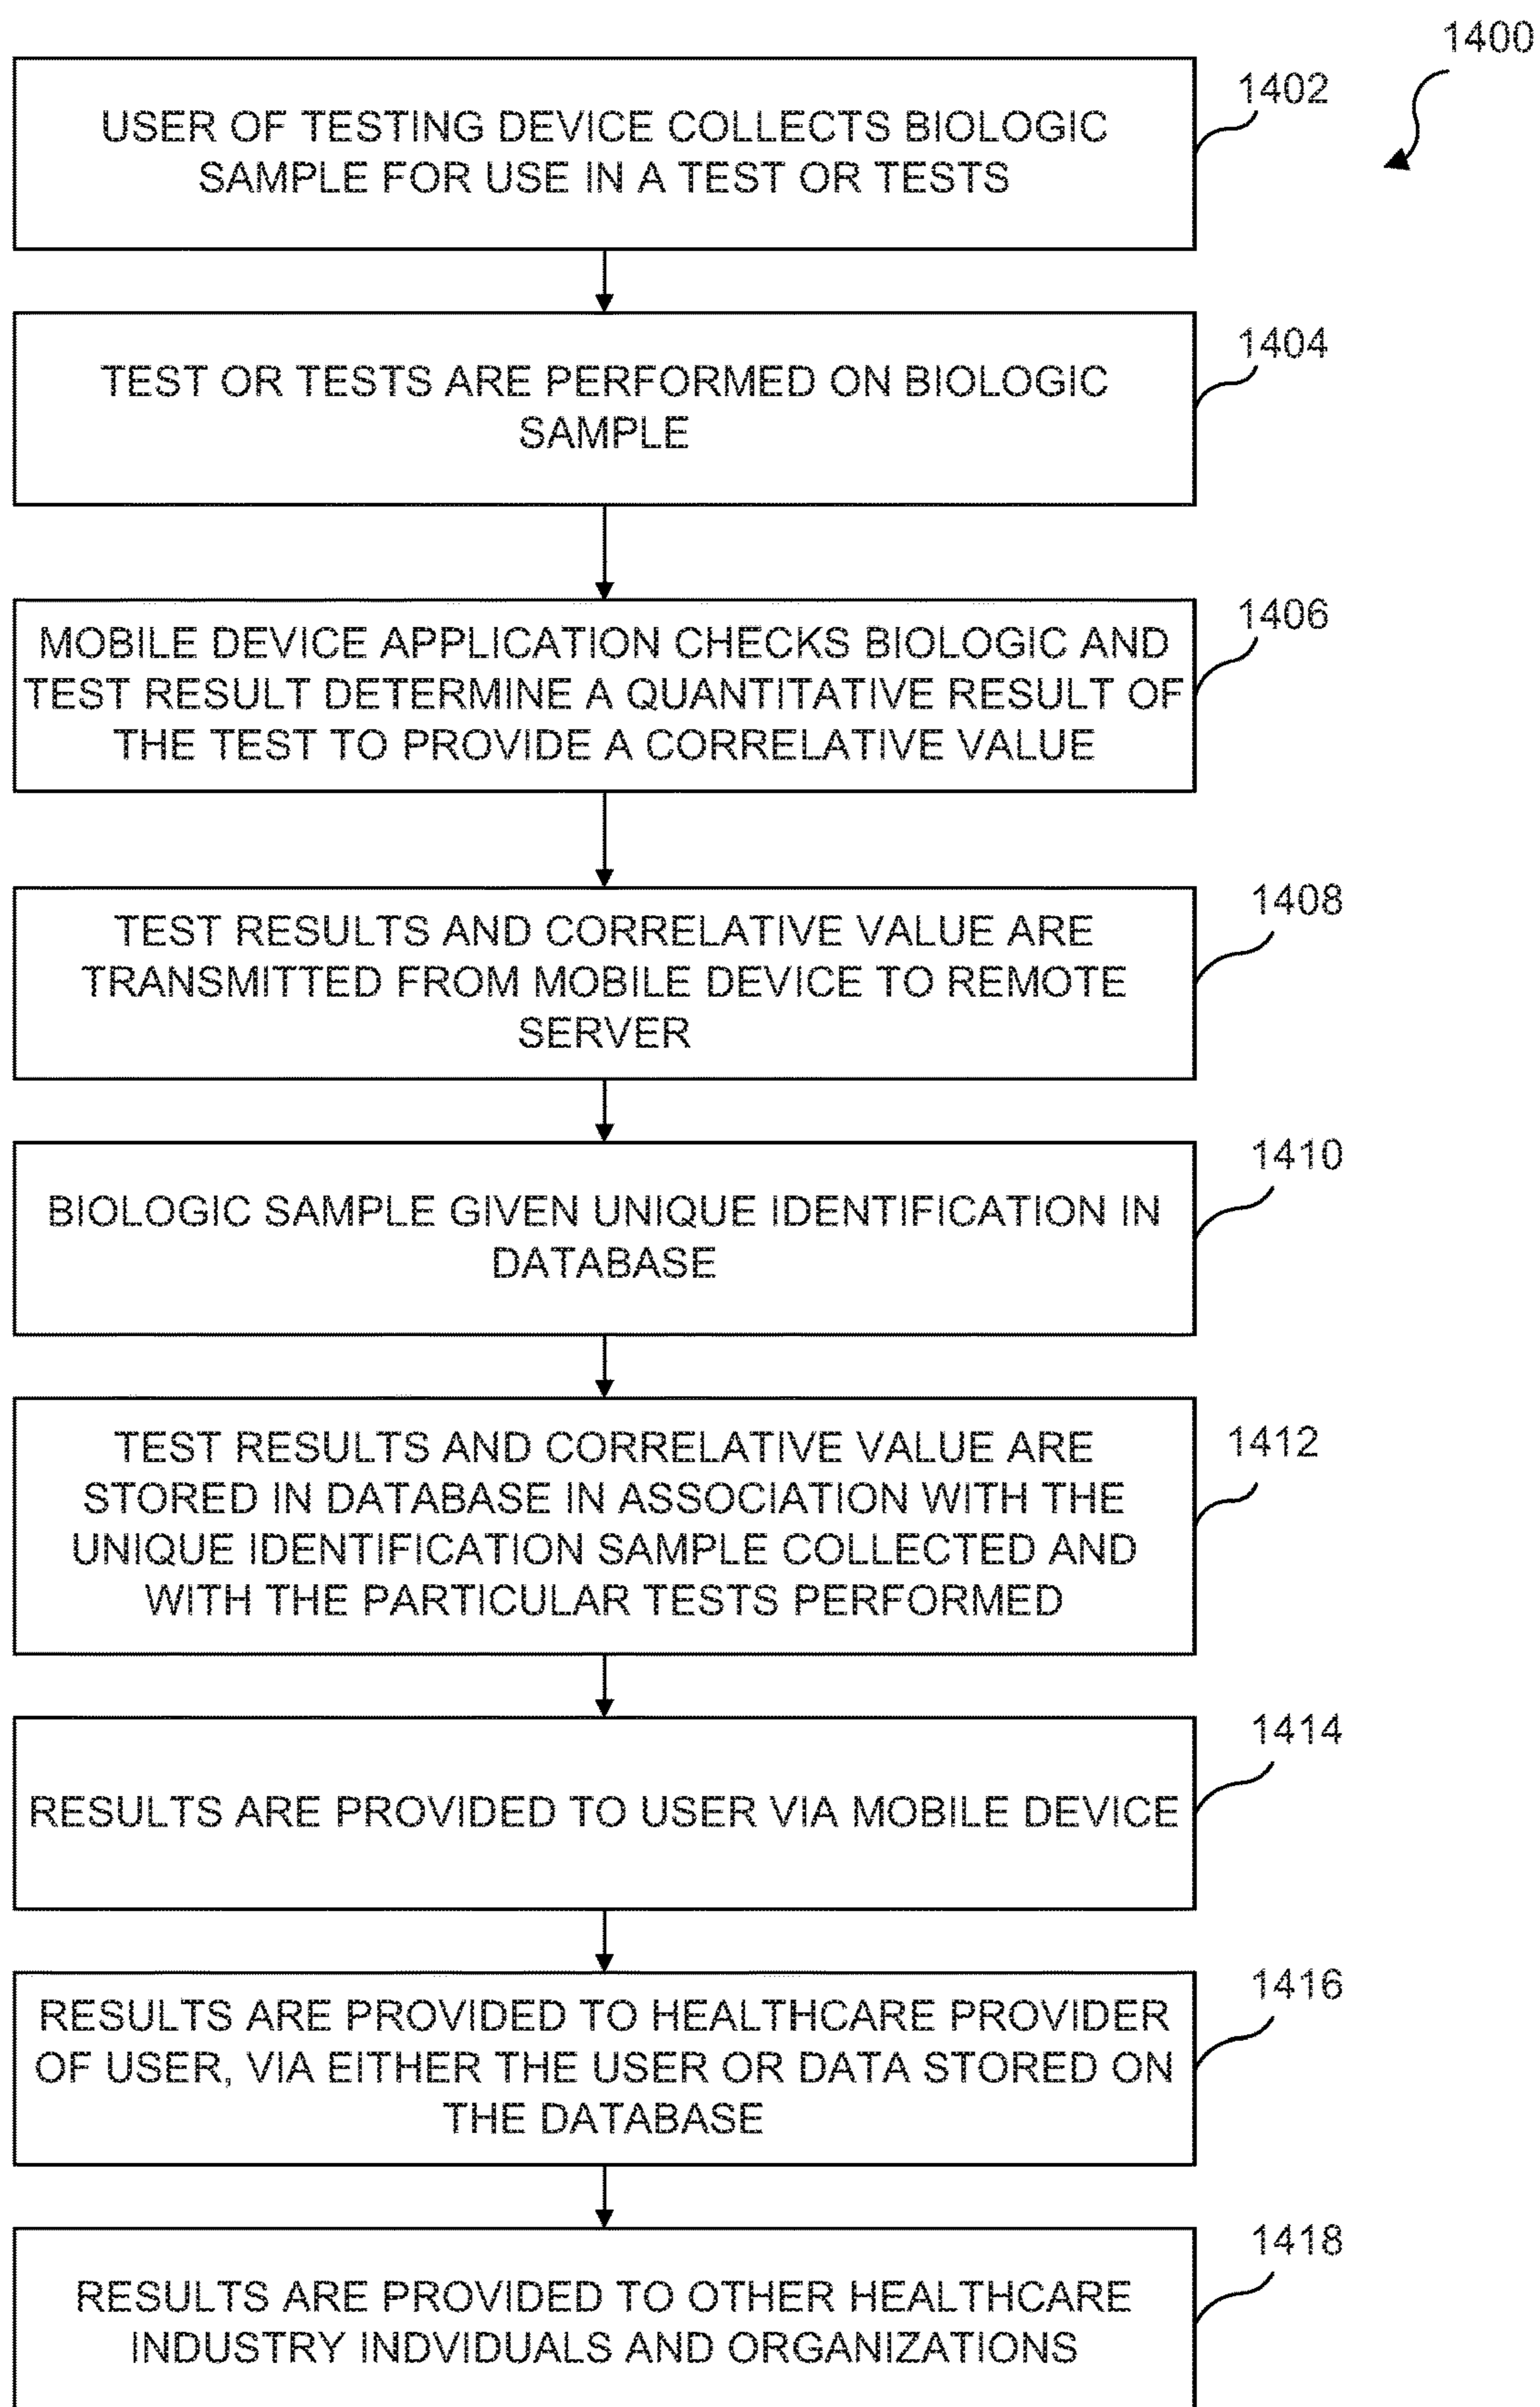 1400
1402
USER OF TESTING DEVICE COLLECTS BIOLOGIC
SAMPLE FOR USE IN A TEST OR TESTS
1404
TEST OR TESTS ARE PERFORMED ON BIOLOGIC
SAMPLE
1406
MOBILE DEVICE APPLICATION CHECKS BIOLOGIC AND
TEST RESULT DETERMINE A QUANTITATIVE RESULT OF
THE TEST TO PROVIDE A CORRELATIVE VALUE
1408
TEST RESULTS AND CORRELATIVE VALUE ARE
TRANSMITTED FROM MOBILE DEVICE TO REMOTE
SERVER
1410
BIOLOGIC SAMPLE GIVEN UNIQUE IDENTIFICATION IN
DATABASE
1412
TEST RESULTS AND CORRELATIVE VALUE ARE
STORED IN DATABASE IN ASSOCIATION WITH THE
UNIQUE IDENTIFICATION SAMPLE COLLECTED AND
WITH THE PARTICULAR TESTS PERFORMED
1414
RESULTS ARE PROVIDED TO USER VIA MOBILE DEVICE
1416
RESULTS ARE PROVIDED TO HEALTHCARE PROVIDER
OF USER, VIA EITHER THE USER OR DATA STORED ON
THE DATABASE
1418
RESULTS ARE PROVIDED TO OTHER HEALTHCARE
INDUSTRY INDVIDUALS AND ORGANIZATIONS